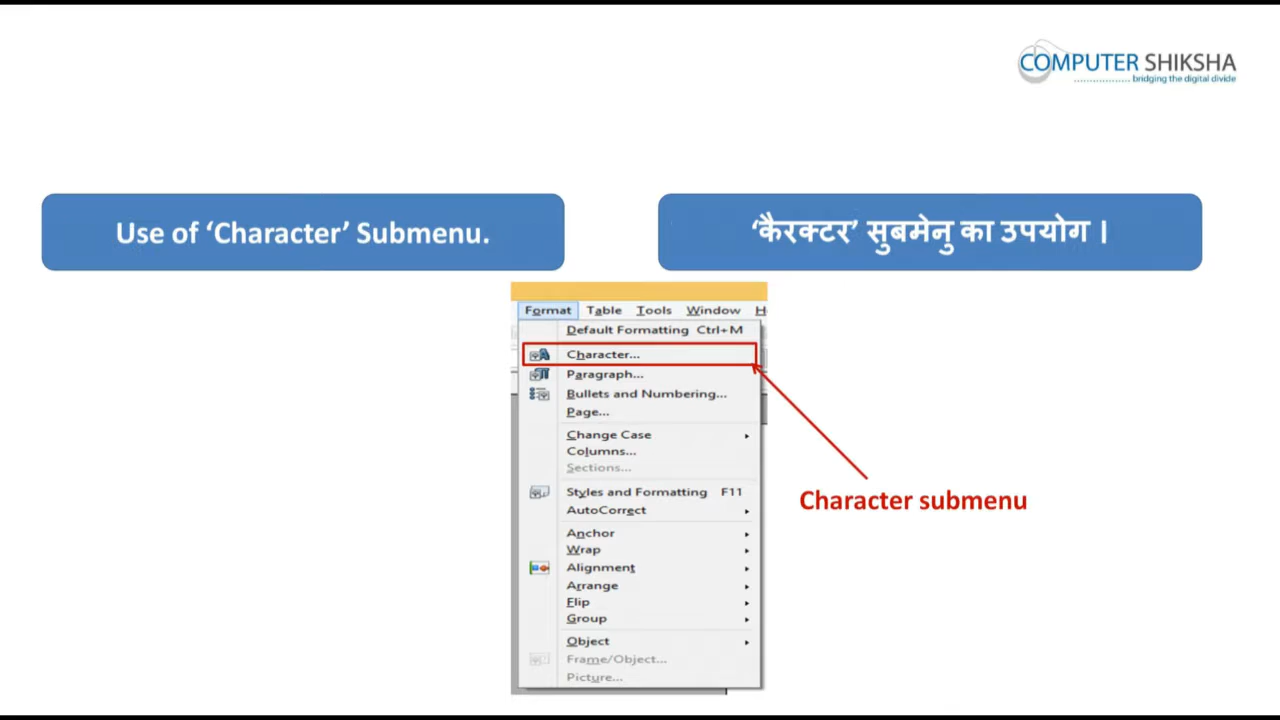 COMPUTER SHIKSHA
bridging the digital divide
Use of ‘Character’ Submenu.
‘कैरक्टर’ सुबमेनु का उपयोग |
Format Table Tools Window H
Default Formatting Ctrl+M
Character...
Paragraph...
Bullets and Numbering...
Page...
Change Case
Columns...
Sections...
Styles and Formatting F11
AutoCorrect
Anchor
Wrap
Alignment
Arrange
Flip
Group
Object
Frame/Object...
Picture...
Character submenu